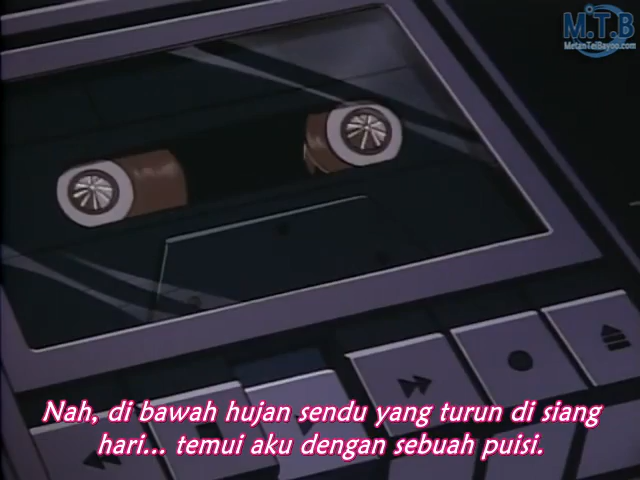 M.T.B
MetanTeiBayoo.com
Nah, di bawah hujan sendu yang turun di siang
hari... temui aku dengan sebuah puisi.